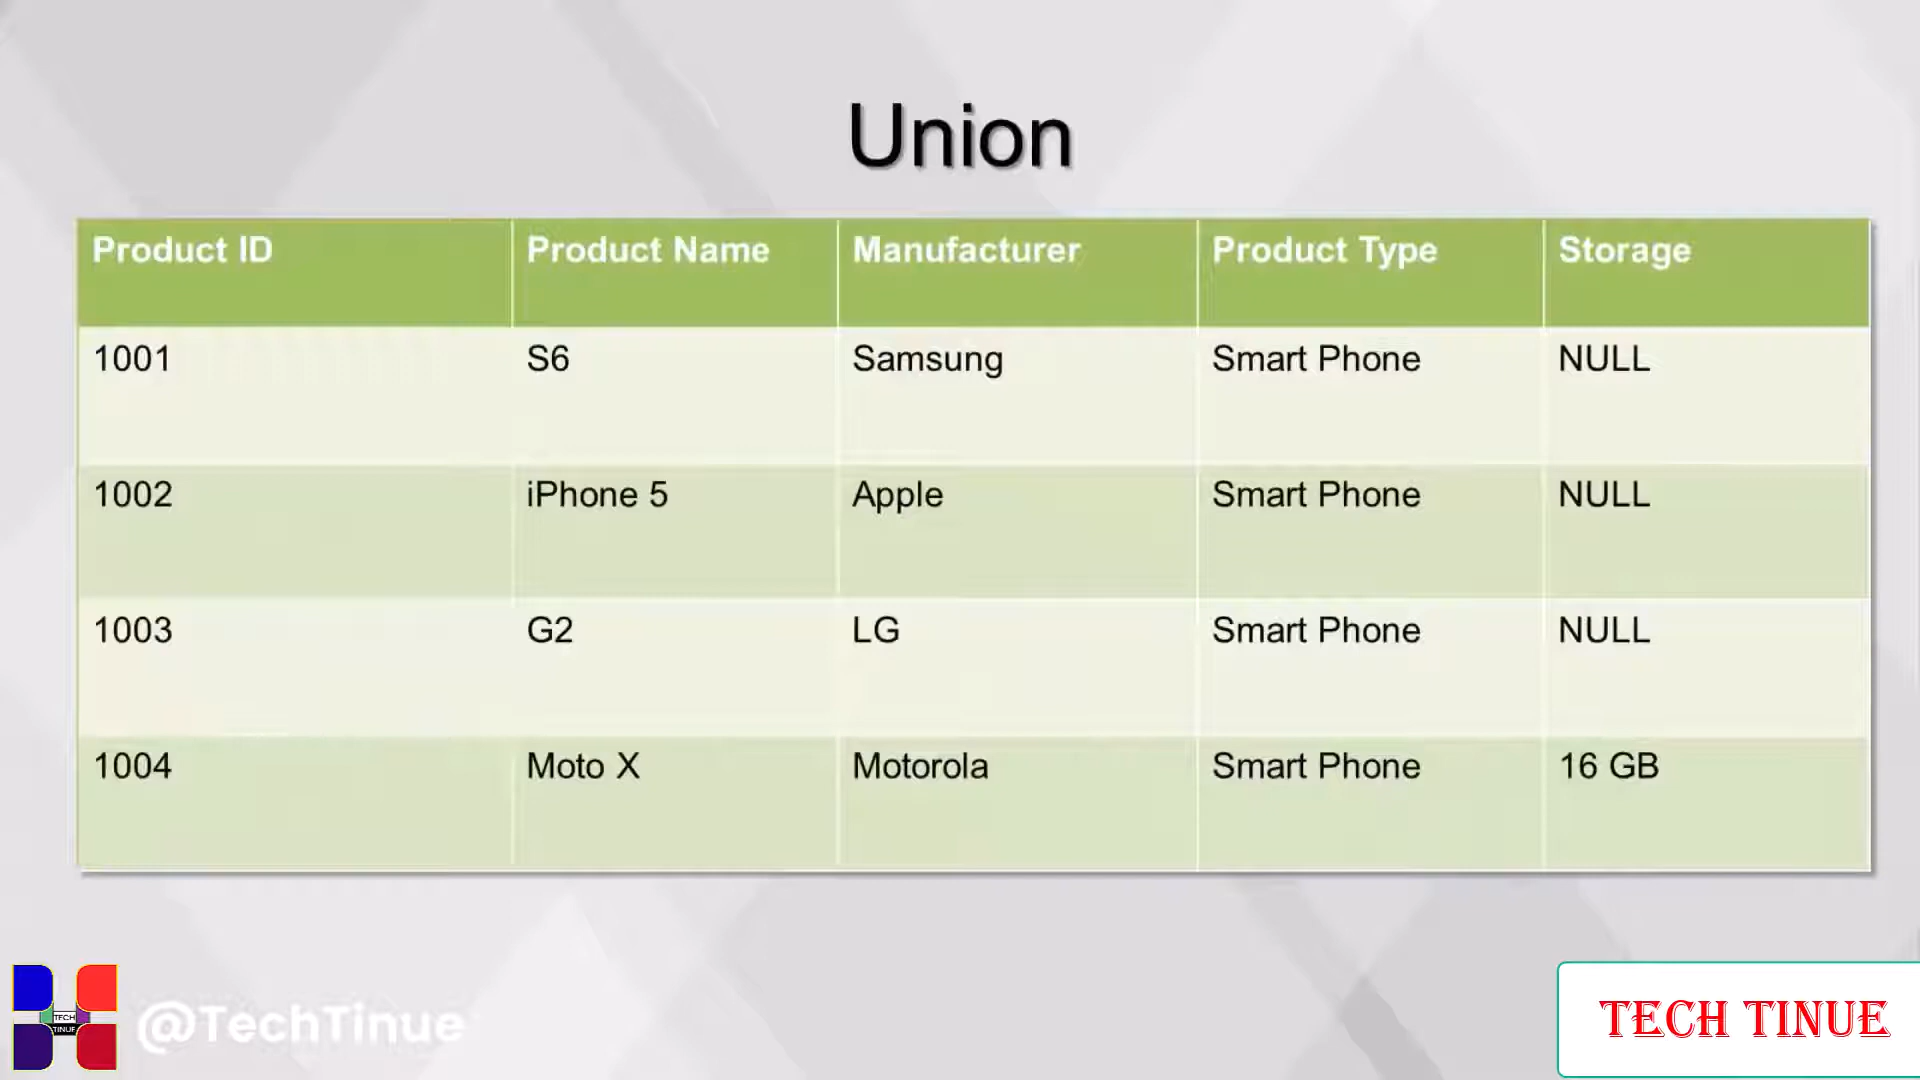 Union
Product ID Product Name Manufacturer Product Type Storage
1001 S6 Samsung Smart Phone NULL
1002 iPhone 5 Apple Smart Phone NULL
1003 G2 LG Smart Phone NULL
1004 Moto X Motorola Smart Phone 16 GB
TECH
TINUE
@TechTinue
TECH TINUE